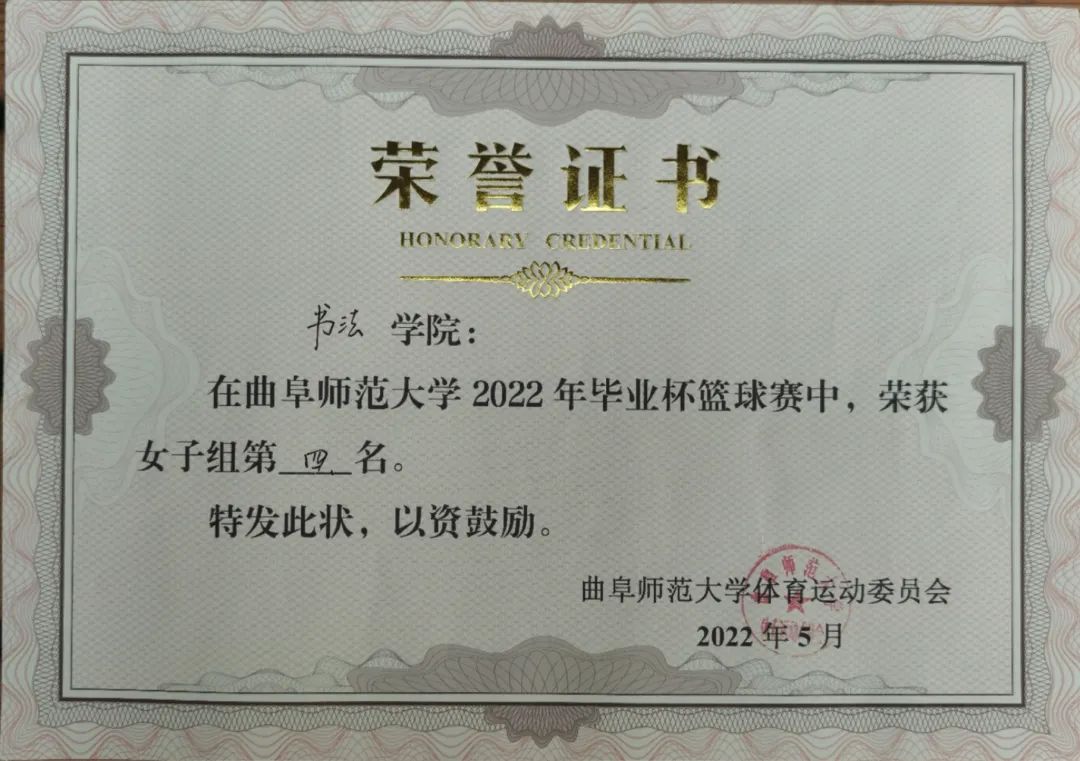 荣誉证书
HONORARY CREDENTIAL
书法 学院：
在曲阜师范大学 2022 年毕业杯篮球赛中，荣获
女子组第 四 名。
特发此状，以资鼓励。
曲阜师范大学体育运动委员会
2022 年 5 月